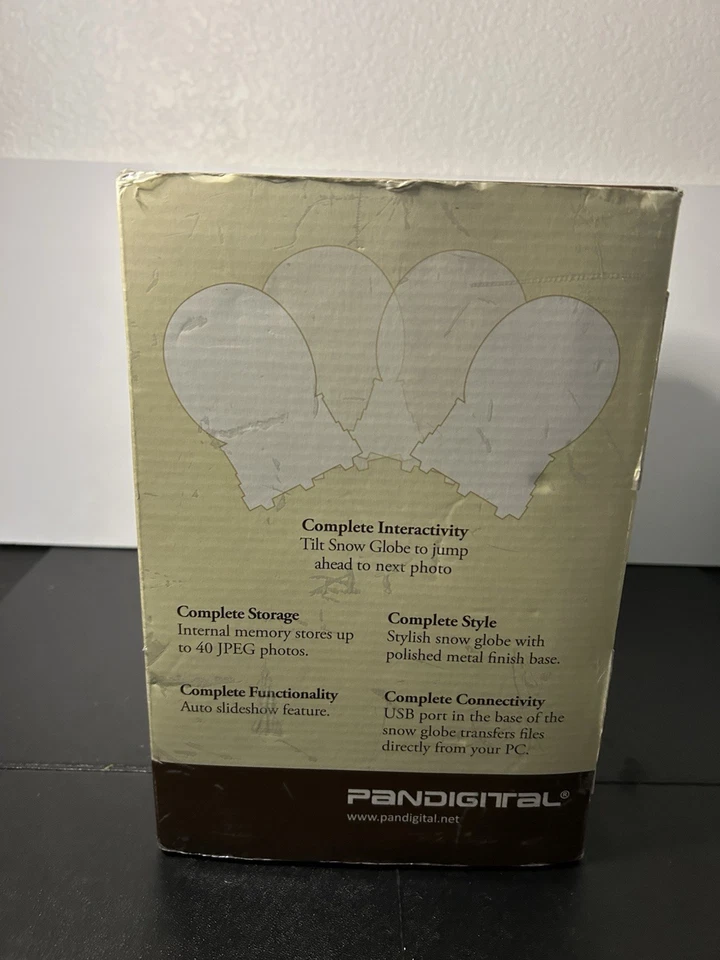 Complete Interactivity
Tilt Snow Globe to jump
ahead to next photo
Complete Storage
Internal memory stores up
to 40 JPEG photos.
Complete Style
Stylish snow globe with
polished metal finish base.
Complete Functionality
Auto slideshow feature.
Complete Connectivity
USB port in the base of the
snow globe transfers files
directly from your PC.
PANDIGITAL®
www.pandigital.net